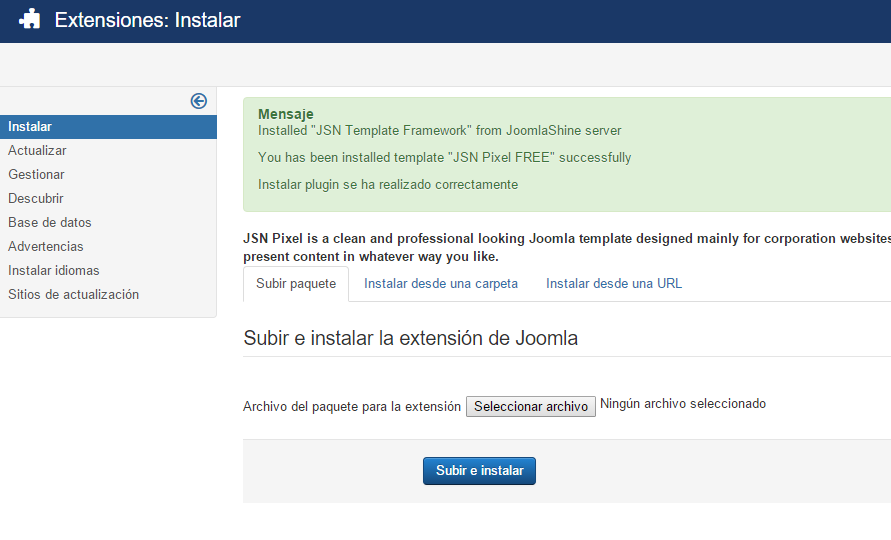 Extensiones: Instalar
Instalar
Actualizar
Gestionar
Descubrir
Base de datos
Advertencias
Instalar idiomas
Sitios de actualización
Mensaje
Installed "JSN Template Framework" from JoomlaShine server
You has been installed template "JSN Pixel FREE" successfully
Instalar plugin se ha realizado correctamente
JSN Pixel is a clean and professional looking Joomla template designed mainly for corporation websites
present content in whatever way you like.
Subir paquete Instalar desde una carpeta Instalar desde una URL
Subir e instalar la extensión de Joomla
Archivo del paquete para la extensión Seleccionar archivo Ningún archivo seleccionado
Subir e instalar